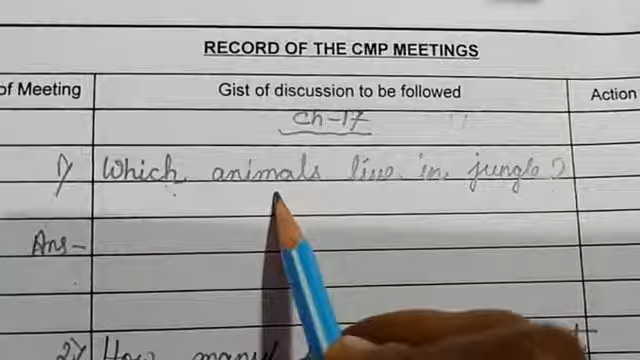 RECORD OF THE CMP MEETINGS
of Meeting Gist of discussion to be followed Action
Ch-17
1) Which animals live in jungle?
Ans-
2) How many